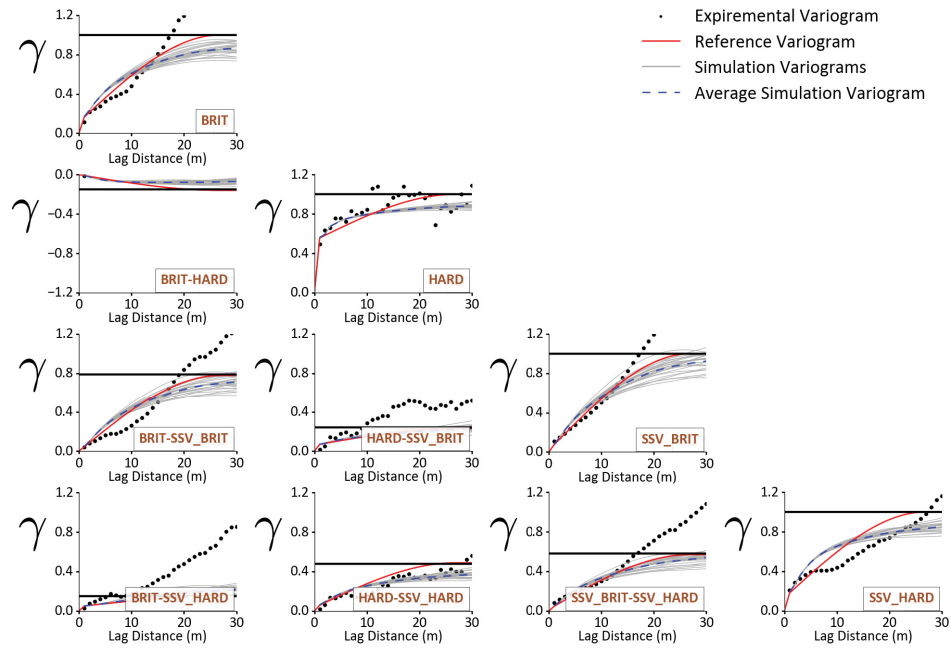 Expiremental Variogram
Reference Variogram
Simulation Variograms
Average Simulation Variogram
1.2
0.8
0.4
0.0
γ
BRIT
0 10 20 30
Lag Distance (m)
0.0
−0.4
−0.8
−1.2
γ
BRIT-HARD
0 10 20 30
Lag Distance (m)
1.2
0.8
0.4
0.0
γ
HARD
0 10 20 30
Lag Distance (m)
1.2
0.8
0.4
0.0
γ
BRIT-SSV_BRIT
0 10 20 30
Lag Distance (m)
1.2
0.8
0.4
0.0
γ
HARD-SSV_BRIT
0 10 20 30
Lag Distance (m)
1.2
0.8
0.4
0.0
γ
SSV_BRIT
0 10 20 30
Lag Distance (m)
1.2
0.8
0.4
0.0
γ
BRIT-SSV_HARD
0 10 20 30
Lag Distance (m)
1.2
0.8
0.4
0.0
γ
HARD-SSV_HARD
0 10 20 30
Lag Distance (m)
1.2
0.8
0.4
0.0
γ
SSV_BRIT-SSV_HARD
0 10 20 30
Lag Distance (m)
1.2
0.8
0.4
0.0
γ
SSV_HARD
0 10 20 30
Lag Distance (m)